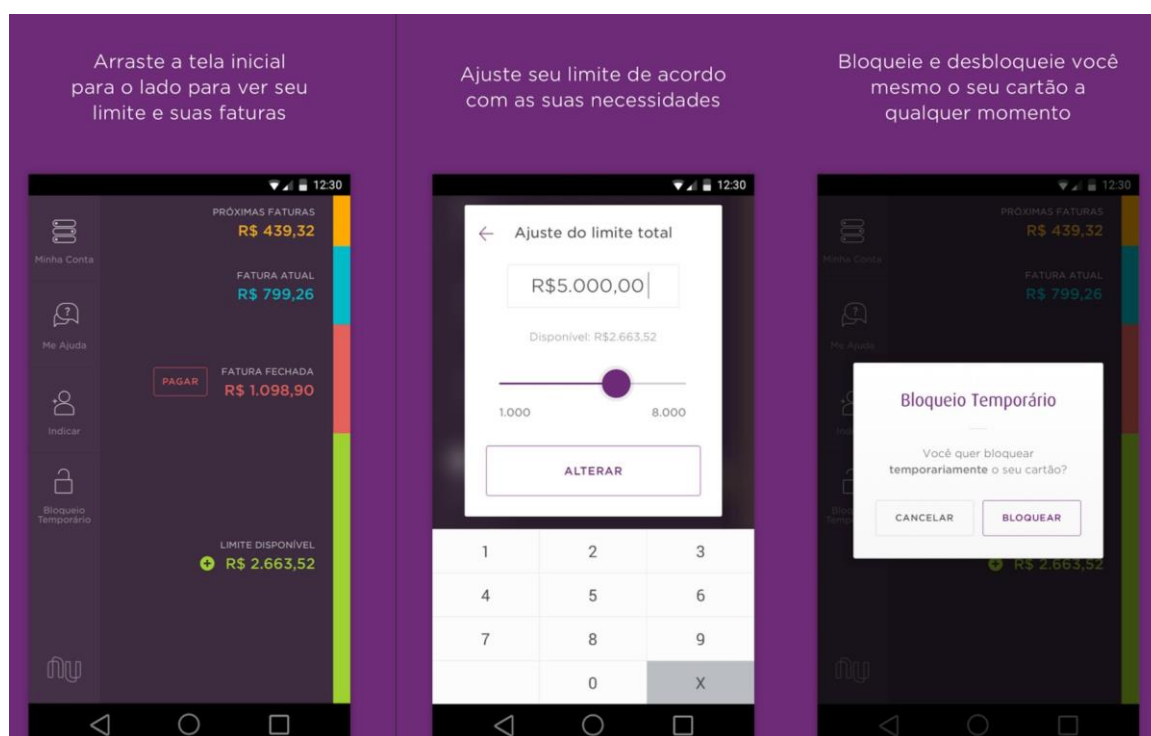 Arraste a tela inicial
para o lado para ver seu
limite e suas faturas
12:30
PRÓXIMAS FATURAS
R$ 439,32
Minha Conta
FATURA ATUAL
R$ 799,26
Me Ajuda
FATURA FECHADA
PAGAR
R$ 1.098,90
Indicar
Bloqueio
Temporário
LIMITE DISPONÍVEL
R$ 2.663,52
nu
Ajuste seu limite de acordo
com as suas necessidades
12:30
Ajuste do limite total
R$5.000,00
Disponível: R$2.663,52
1.000 8.000
ALTERAR
1 2 3
4 5 6
7 8 9
0 X
Bloqueie e desbloqueie você
mesmo o seu cartão a
qualquer momento
12:30
PRÓXIMAS FATURAS
R$ 439,32
Minha Conta
FATURA ATUAL
R$ 799,26
Me Ajuda
Bloqueio Temporário
Você quer bloquear
temporariamente o seu cartão?
CANCELAR BLOQUEAR
R$ 2.663,52
nu